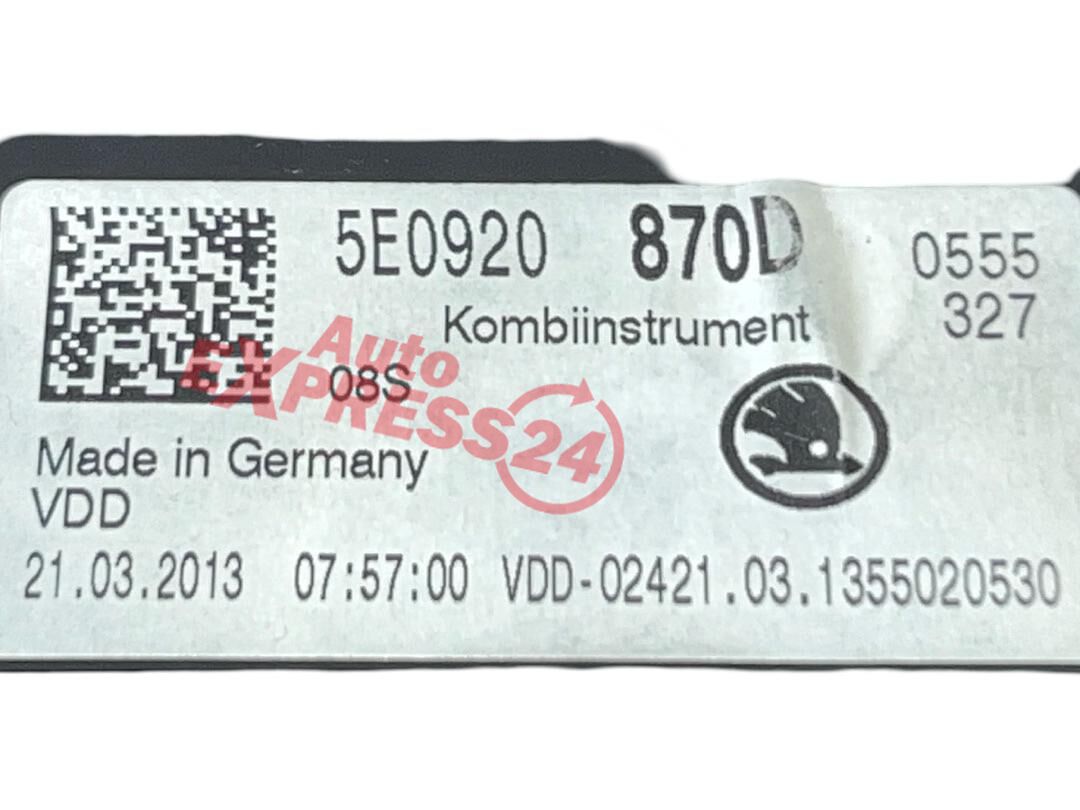 5E0920 870D 0555
Kombiinstrument 327
Auto
EXPRESS24
08S
Made in Germany
VDD
21.03.2013 07:57:00 VDD-02421.03.1355020530